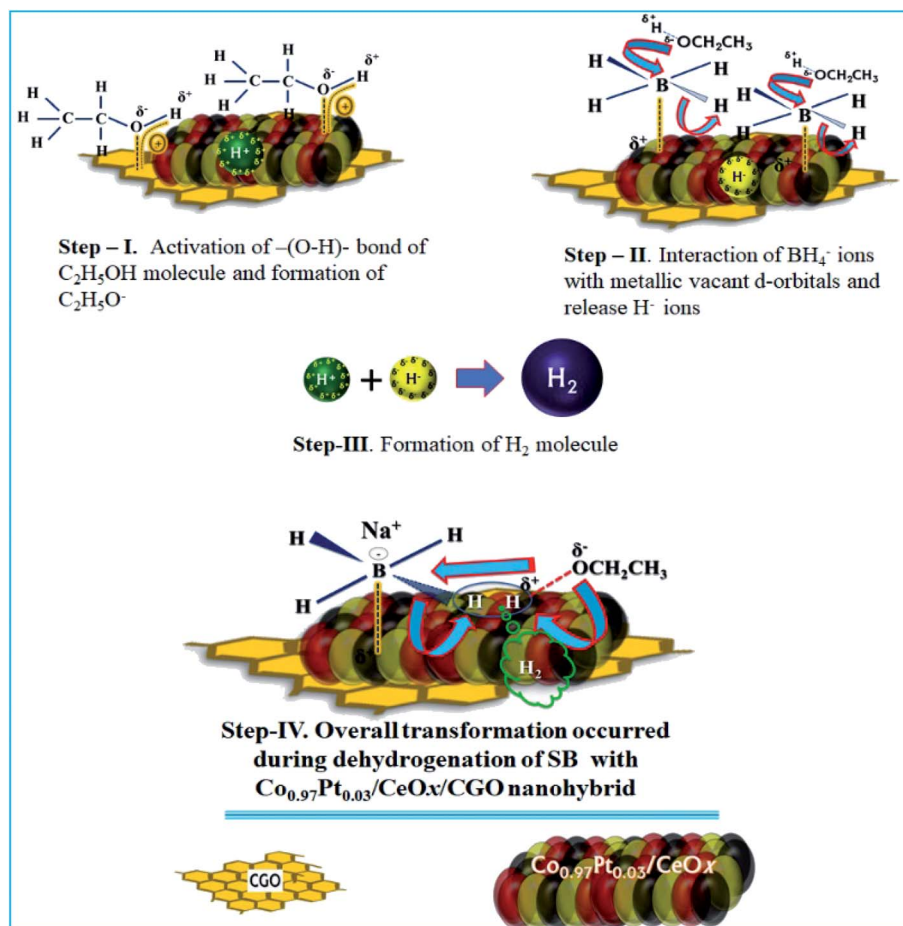 H H δ⁺
H C C δ⁻ H
H H O
H H δ⁺
H C C δ⁻ H
H H O
+
+
H+
δ⁺ δ⁺ δ⁺ δ⁺ δ⁺ δ⁺ δ⁺ δ⁺
Step – I. Activation of –(O-H)- bond of
C₂H₅OH molecule and formation of
C₂H₅O⁻
δ⁺
H δ⁻ OCH₂CH₃
H H
B
H H
δ⁺
H δ⁻ OCH₂CH₃
H H
B
H H
δ⁺ δ⁺
H-
Step – II. Interaction of BH₄⁻ ions
with metallic vacant d-orbitals and
release H⁻ ions
H+ + H- H₂
Step-III. Formation of H₂ molecule
Na⁺
H H
-
B
H
δ⁻
OCH₂CH₃
δ⁺
H H
δ⁺
H₂
Step-IV. Overall transformation occurred
during dehydrogenation of SB with
Co₀.₉₇Pt₀.₀₃/CeOx/CGO nanohybrid
CGO
Co₀.₉₇Pt₀.₀₃/CeOx